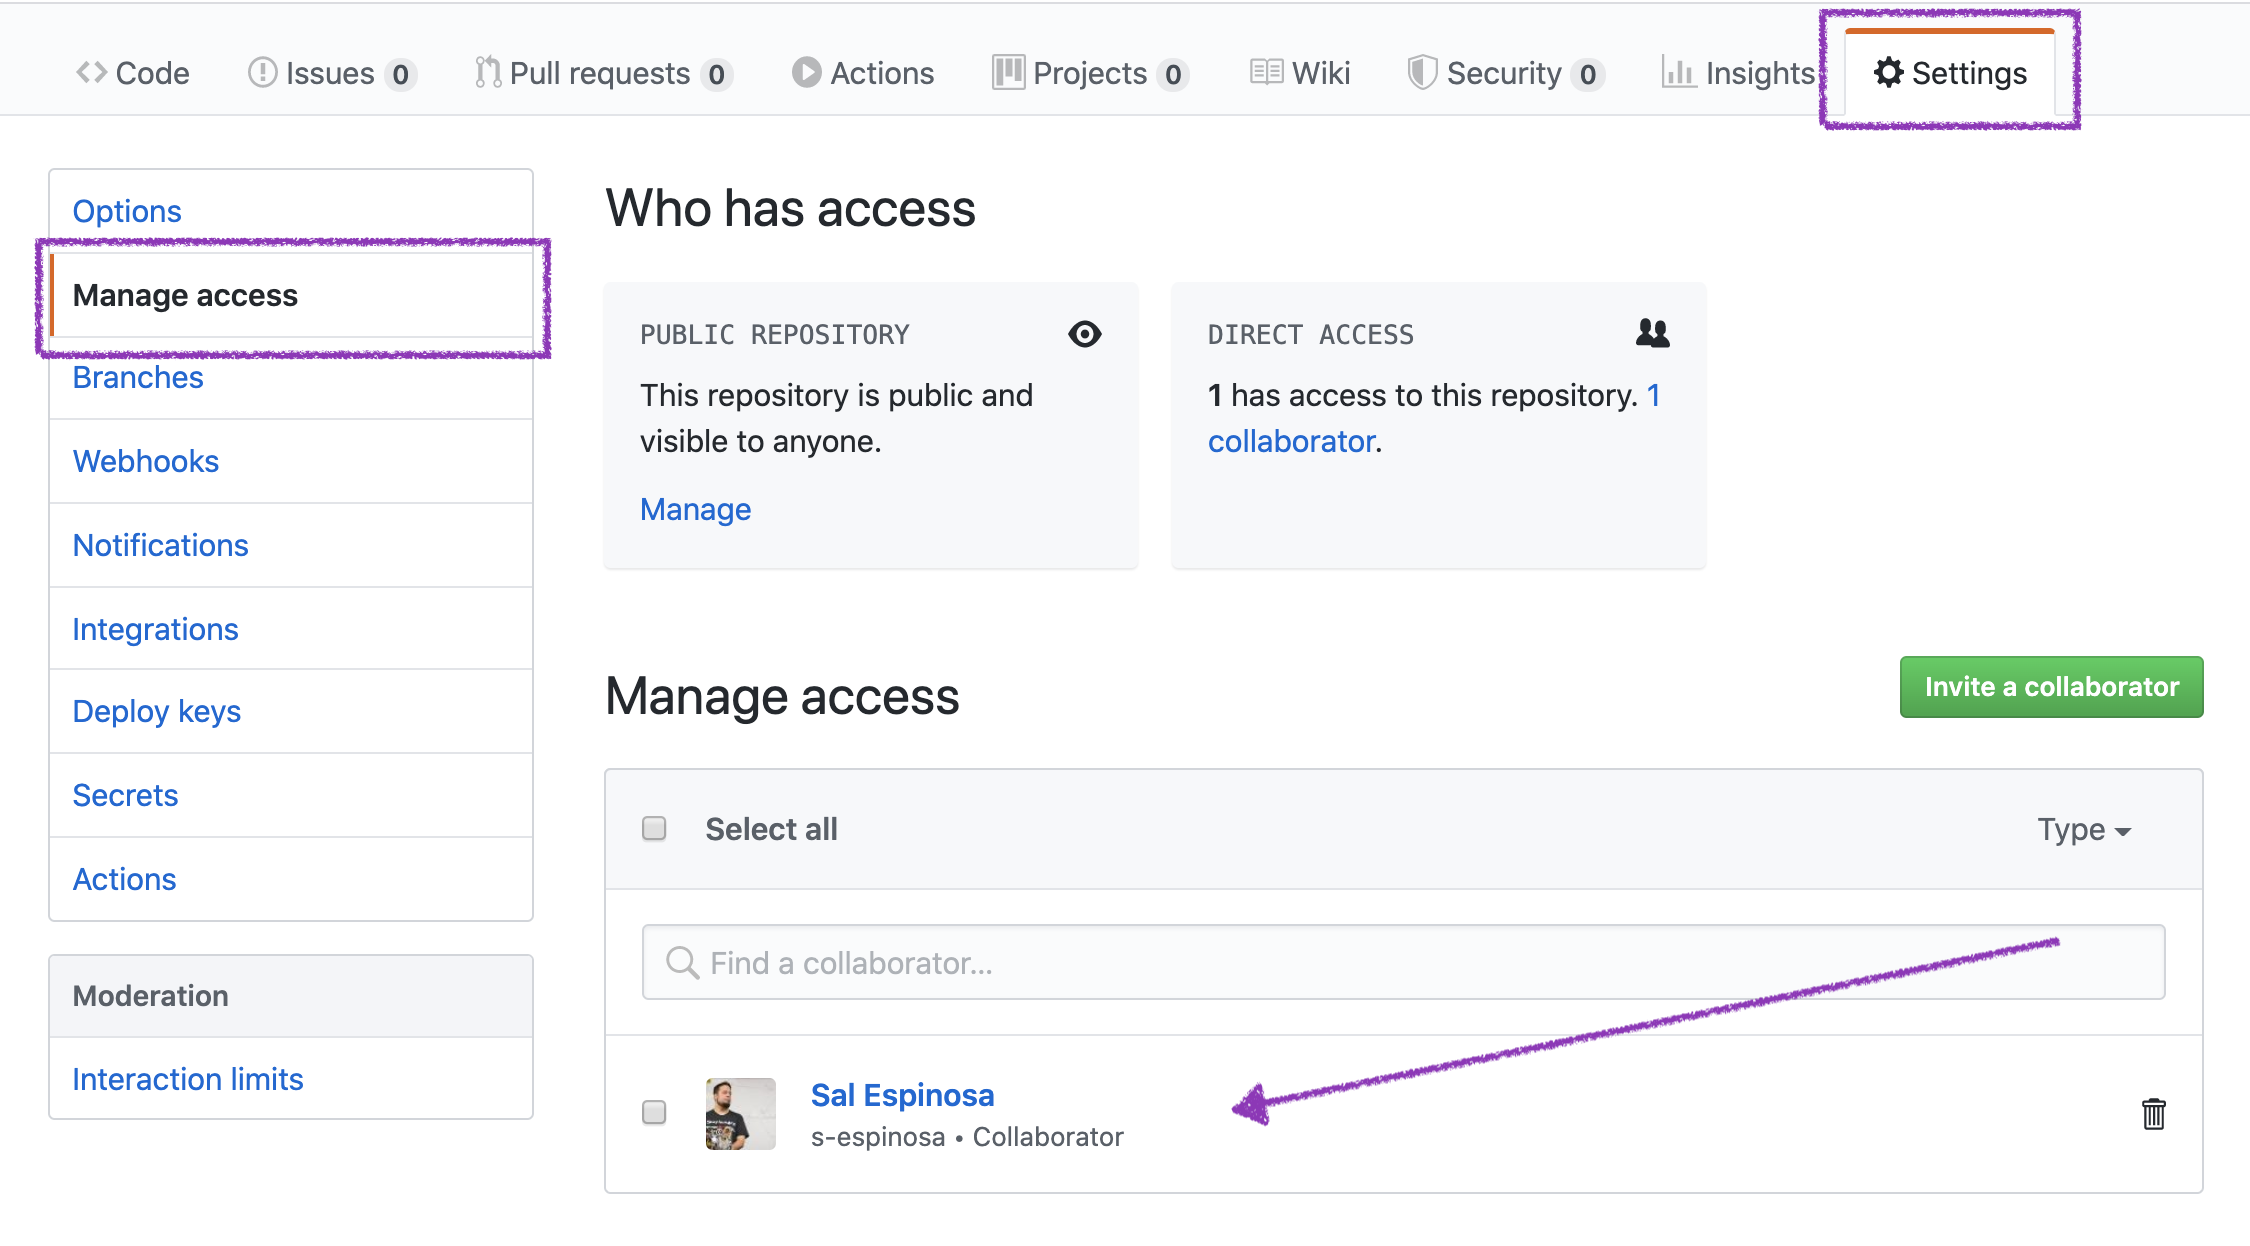 Code Issues 0 Pull requests 0 Actions Projects 0 Wiki Security 0 Insights Settings
Options
Manage access
Branches
Webhooks
Notifications
Integrations
Deploy keys
Secrets
Actions
Moderation
Interaction limits
Who has access
PUBLIC REPOSITORY
This repository is public and
visible to anyone.
Manage
DIRECT ACCESS
1 has access to this repository. 1
collaborator.
Manage access
Invite a collaborator
Select all
Type
Find a collaborator...
Sal Espinosa
s-espinosa • Collaborator